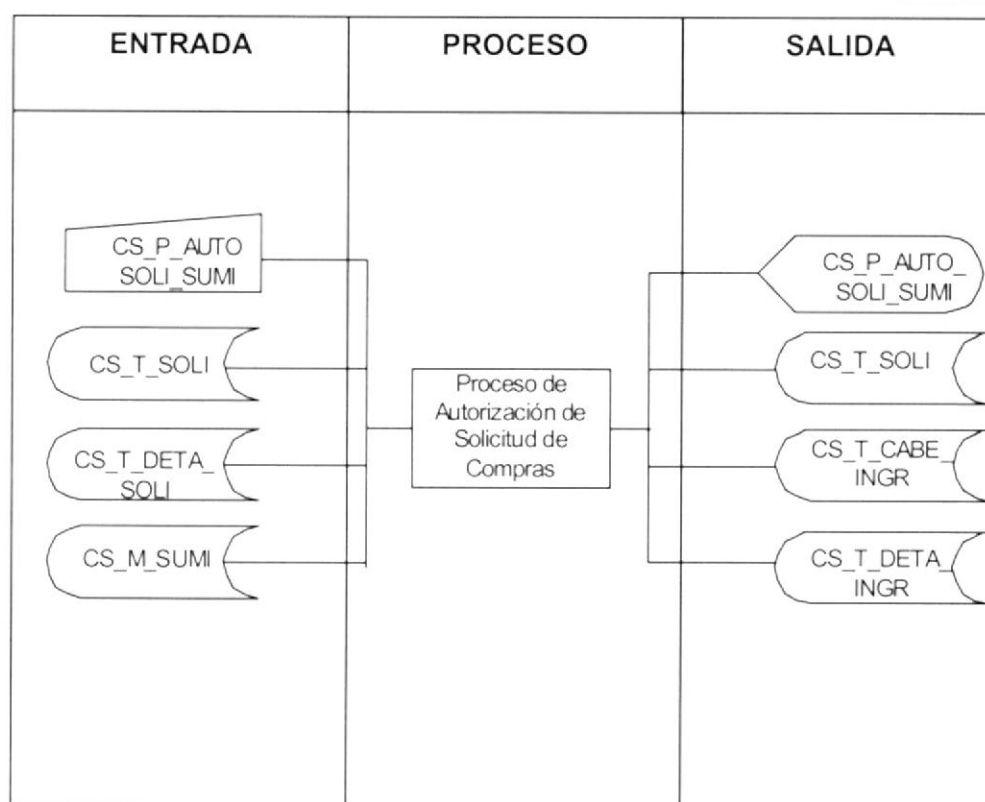 ENTRADA
PROCESO
SALIDA
CS_P_AUTO
SOLI_SUMI
CS_T_SOLI
CS_T_DETA_
SOLI
CS_M_SUMI
Proceso de
Autorización de
Solicitud de
Compras
CS_P_AUTO_
SOLI_SUMI
CS_T_SOLI
CS_T_CABE_
INGR
CS_T_DETA_
INGR